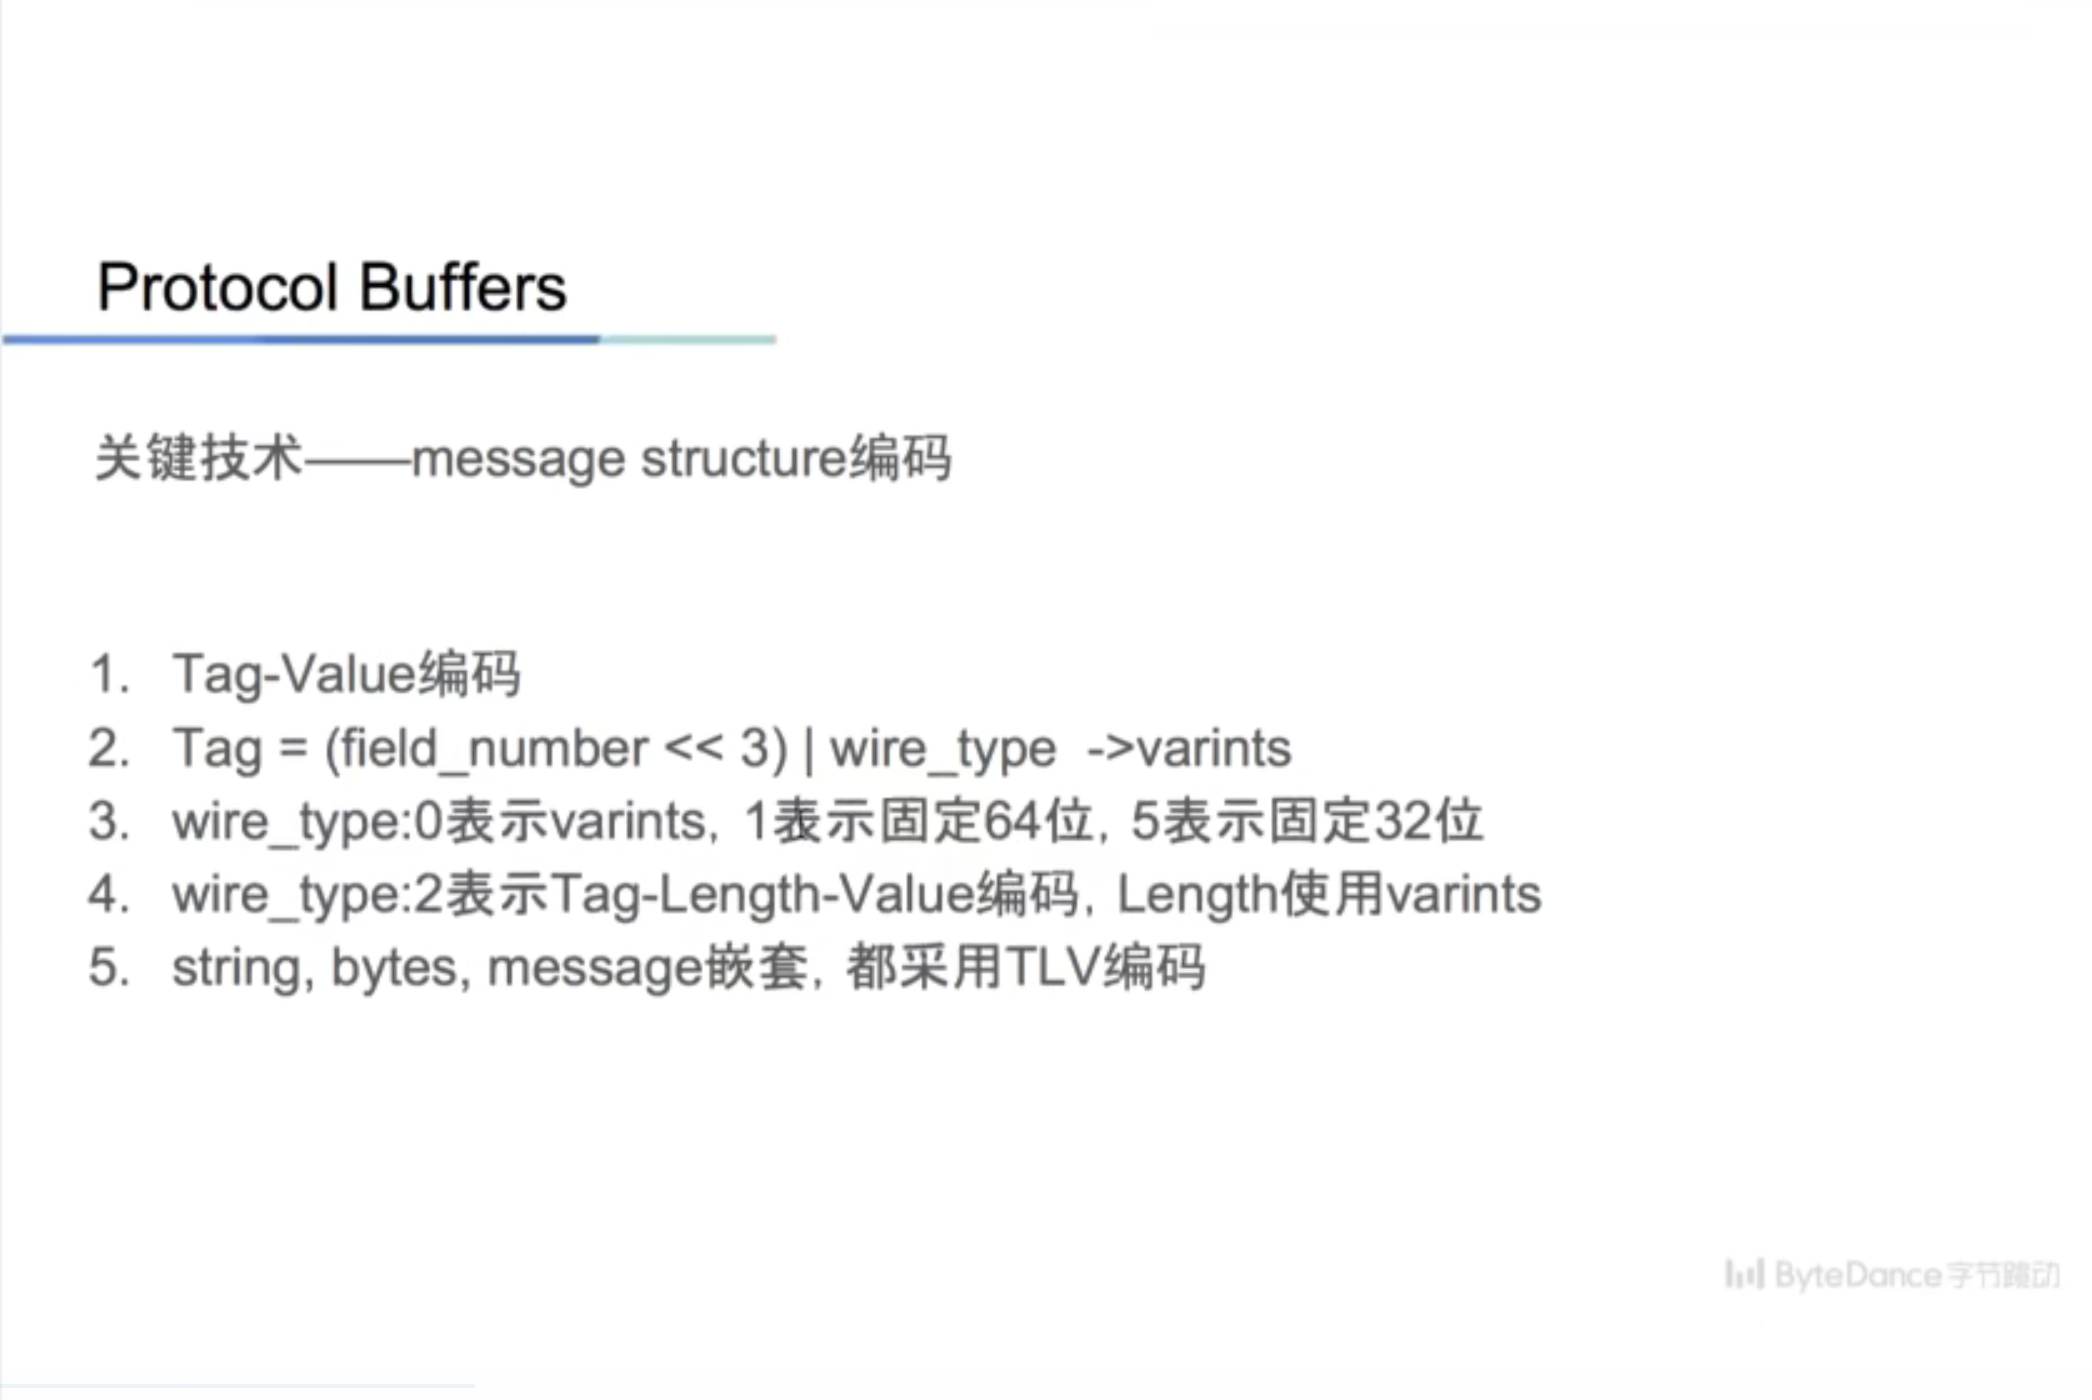 Protocol Buffers
关键技术——message structure编码
1. Tag-Value编码
2. Tag = (field_number << 3) | wire_type ->varints
3. wire_type:0表示varints, 1表示固定64位, 5表示固定32位
4. wire_type:2表示Tag-Length-Value编码, Length使用varints
5. string, bytes, message嵌套, 都采用TLV编码
ByteDance字节跳动